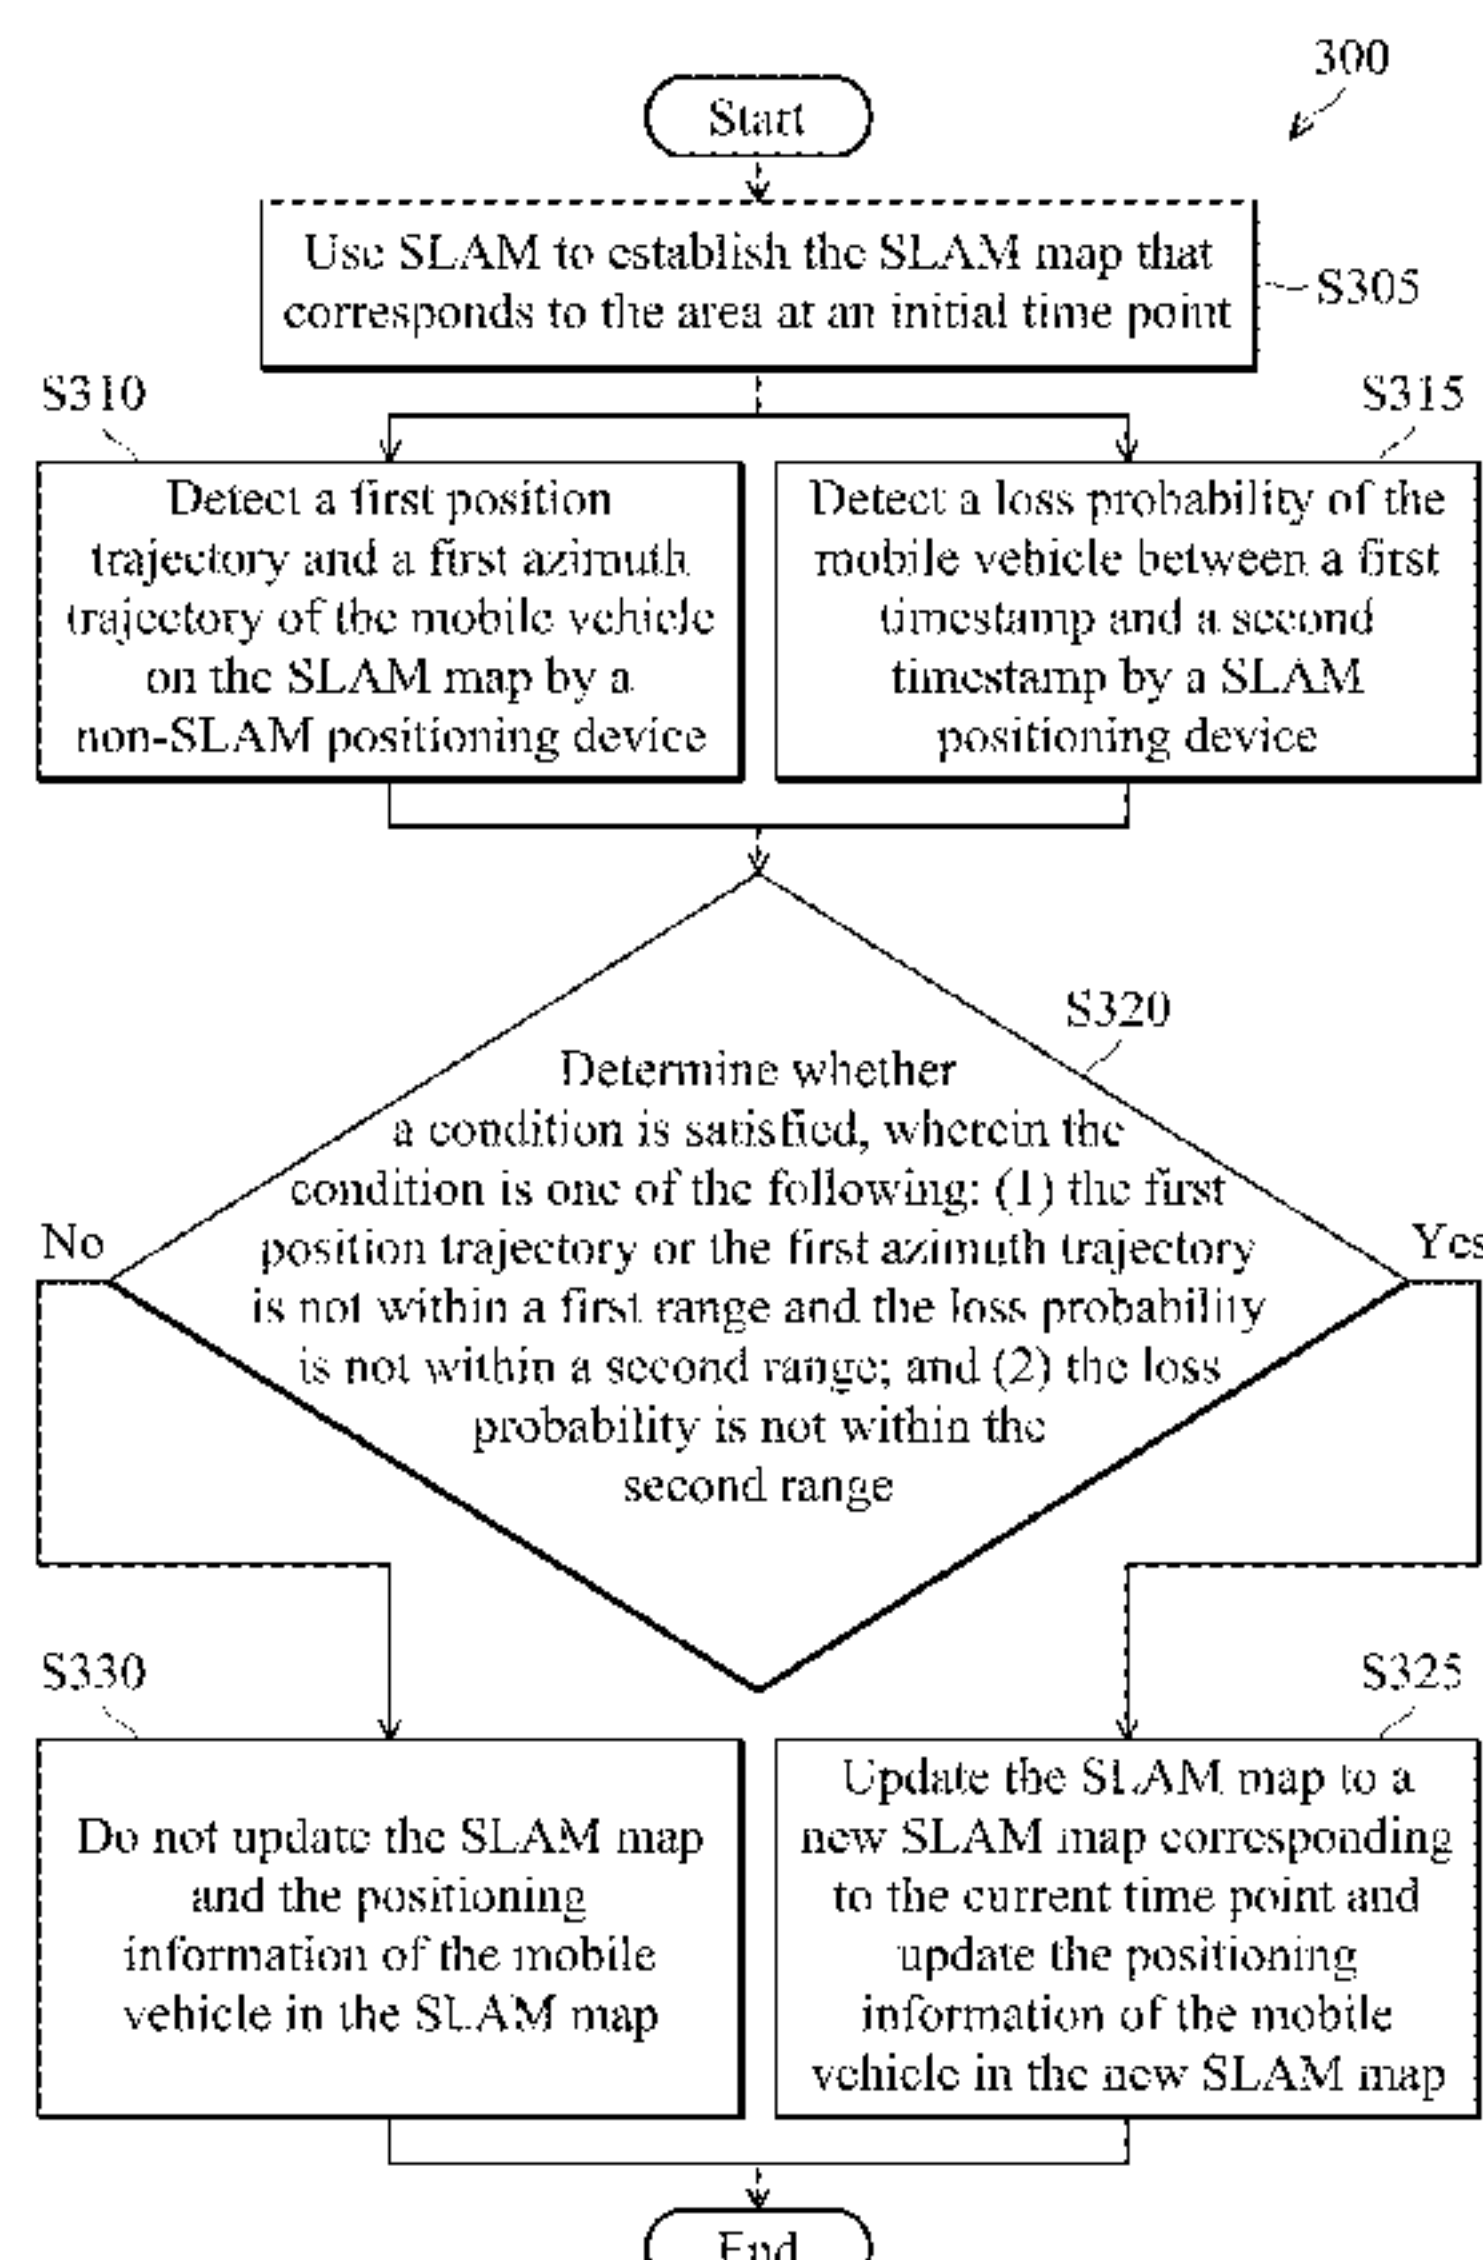 300
Start
Use SLAM to establish the SLAM map that
corresponds to the area at an initial time point
S305
S310
Detect a first position
trajectory and a first azimuth
trajectory of the mobile vehicle
on the SLAM map by a
non-SLAM positioning device
S315
Detect a loss probability of the
mobile vehicle between a first
timestamp and a second
timestamp by a SLAM
positioning device
S320
Determine whether
a condition is satisfied, wherein the
condition is one of the following: (1) the first
position trajectory or the first azimuth trajectory
is not within a first range and the loss probability
is not within a second range; and (2) the loss
probability is not within the
second range
No
Yes
S330
Do not update the SLAM map
and the positioning
information of the mobile
vehicle in the SLAM map
S325
Update the SLAM map to a
new SLAM map corresponding
to the current time point and
update the positioning
information of the mobile
vehicle in the new SLAM map
End